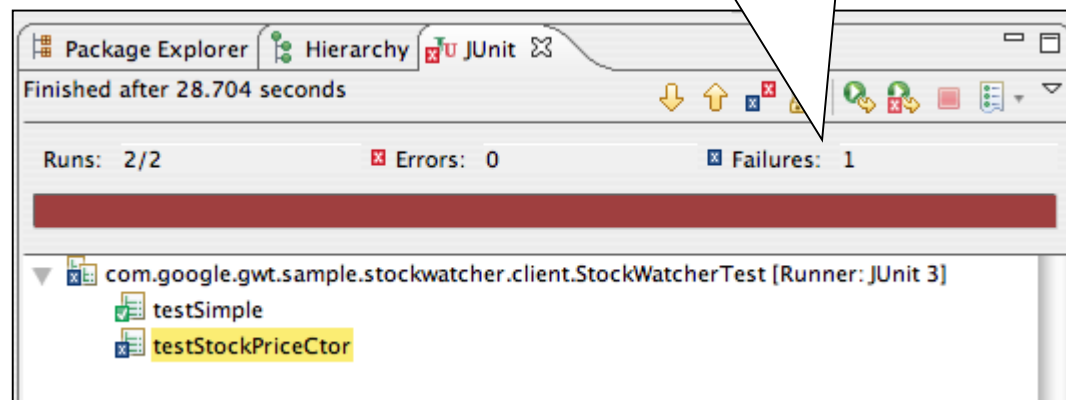 Package Explorer Hierarchy JU JUnit
Finished after 28.704 seconds
Runs: 2/2 Errors: 0 Failures: 1
com.google.gwt.sample.stockwatcher.client.StockWatcherTest [Runner: JUnit 3]
testSimple
testStockPriceCtor